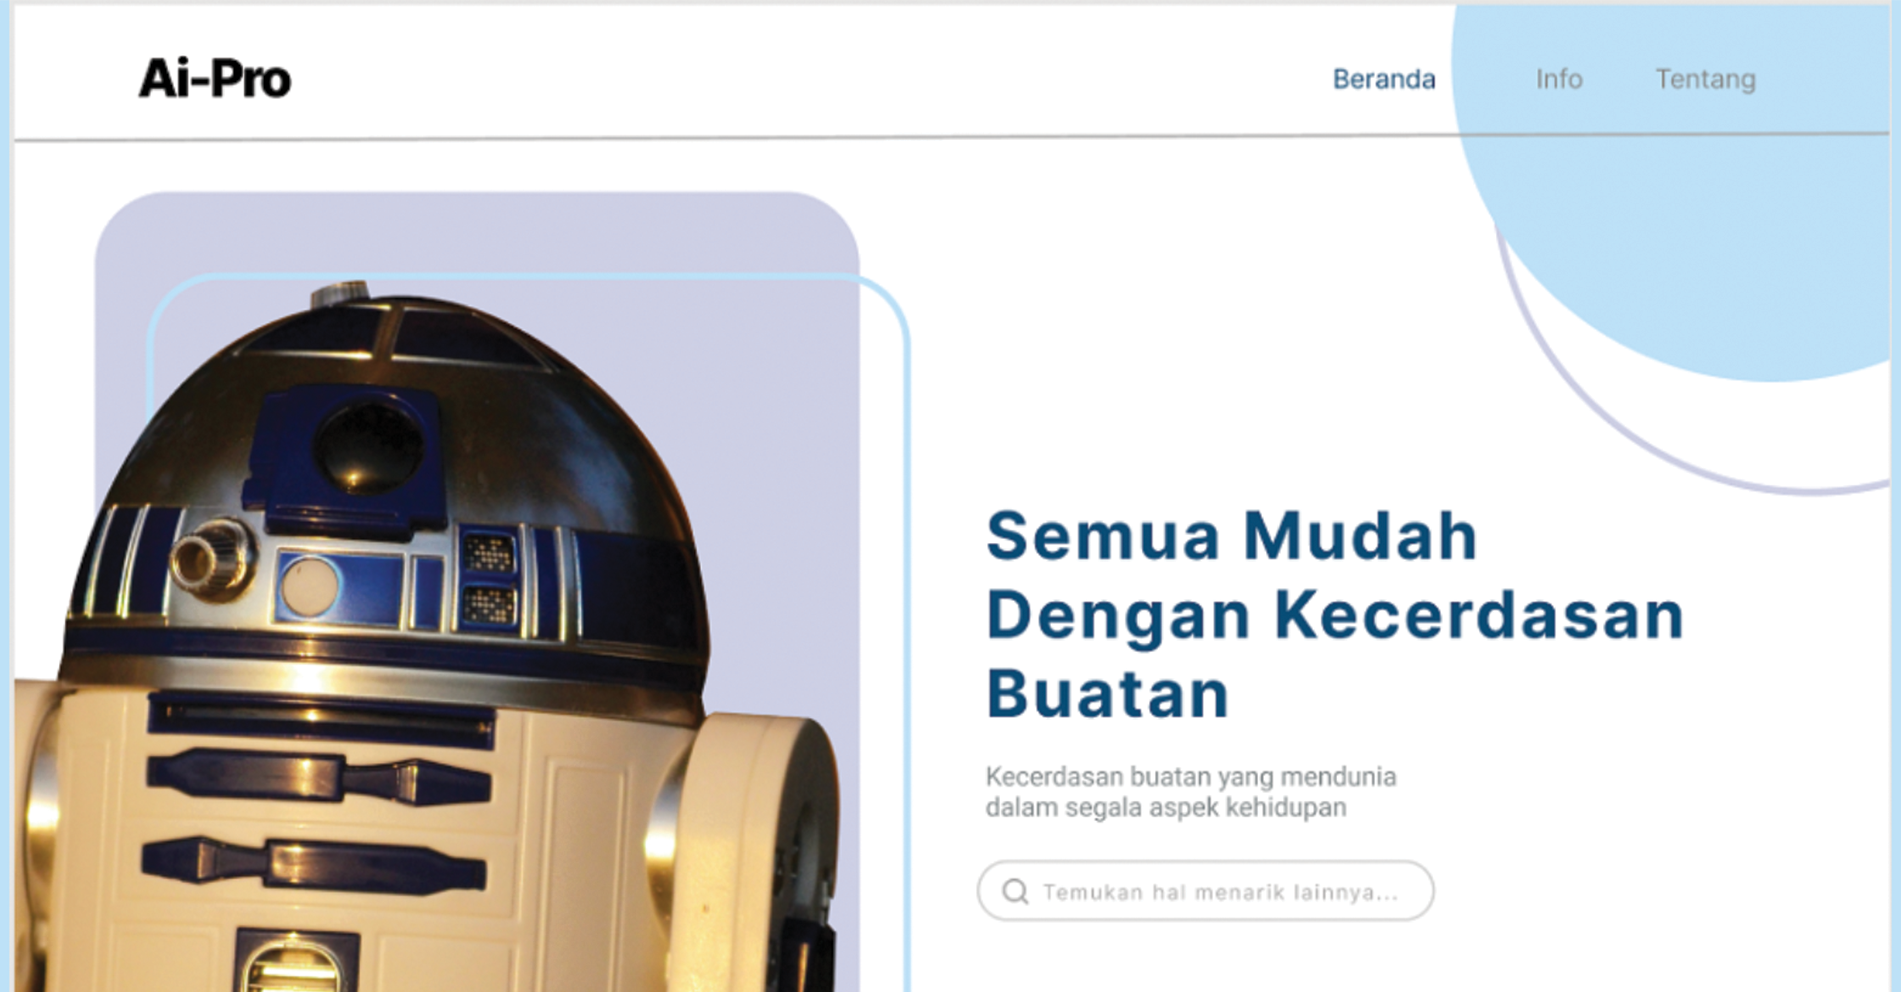 Ai-Pro
Beranda Info Tentang
Semua Mudah
Dengan Kecerdasan
Buatan
Kecerdasan buatan yang mendunia
dalam segala aspek kehidupan
Temukan hal menarik lainnya...